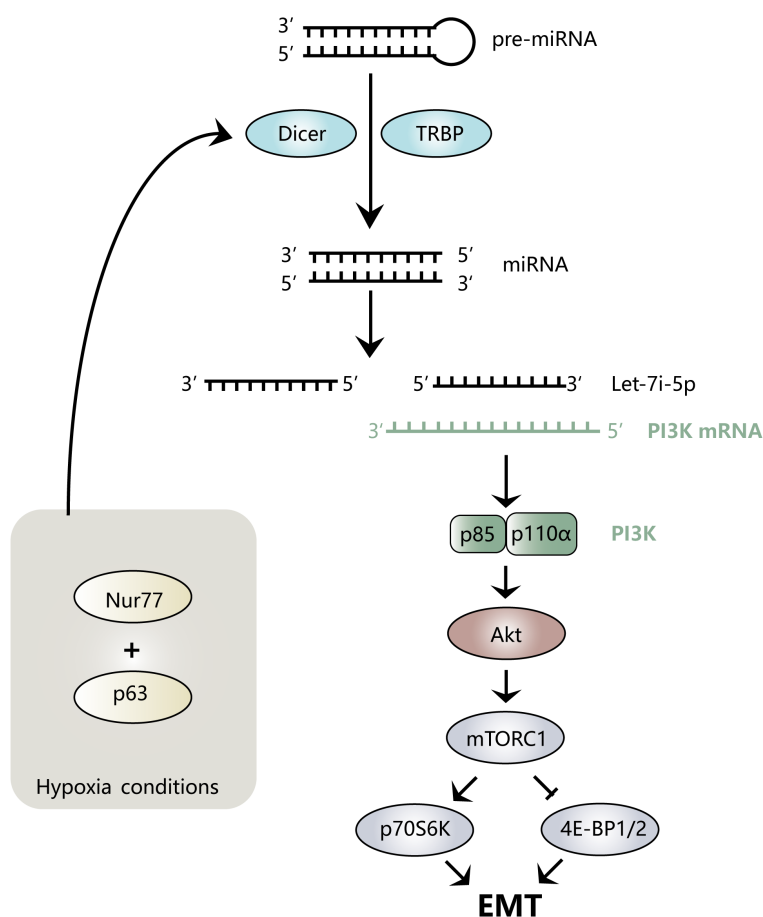 3’
5’
pre-miRNA
Dicer
TRBP
3’ 5’
5’ 3’
miRNA
3’ 5’ 5’ 3’ Let-7i-5p
3’ 5’ PI3K mRNA
p85 p110α PI3K
Akt
mTORC1
p70S6K 4E-BP1/2
EMT
Nur77
+
p63
Hypoxia conditions